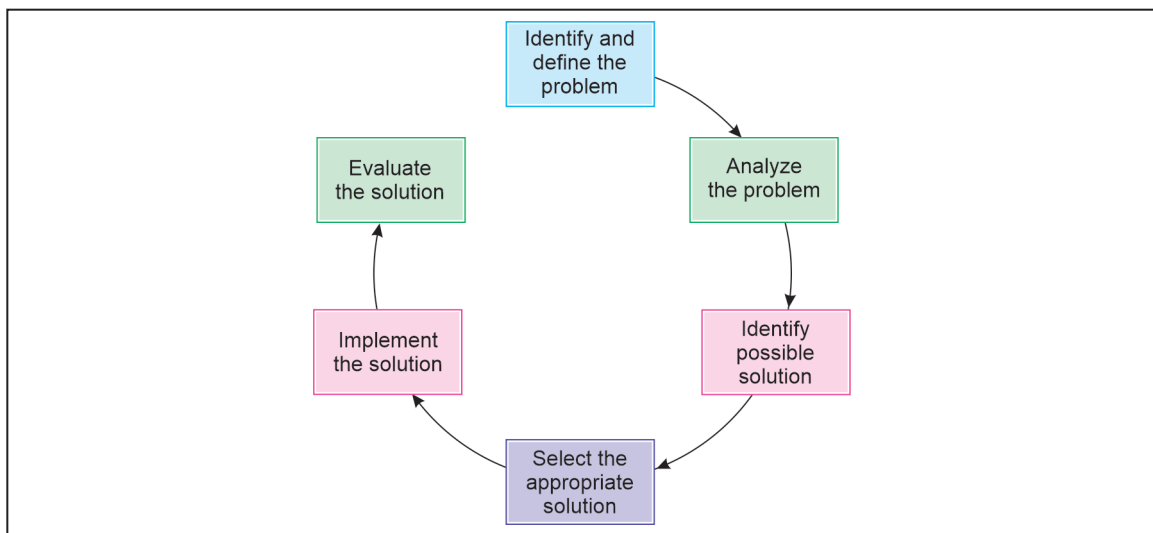 Identify and
define the
problem
Analyze
the problem
Identify
possible
solution
Select the
appropriate
solution
Implement
the solution
Evaluate
the solution